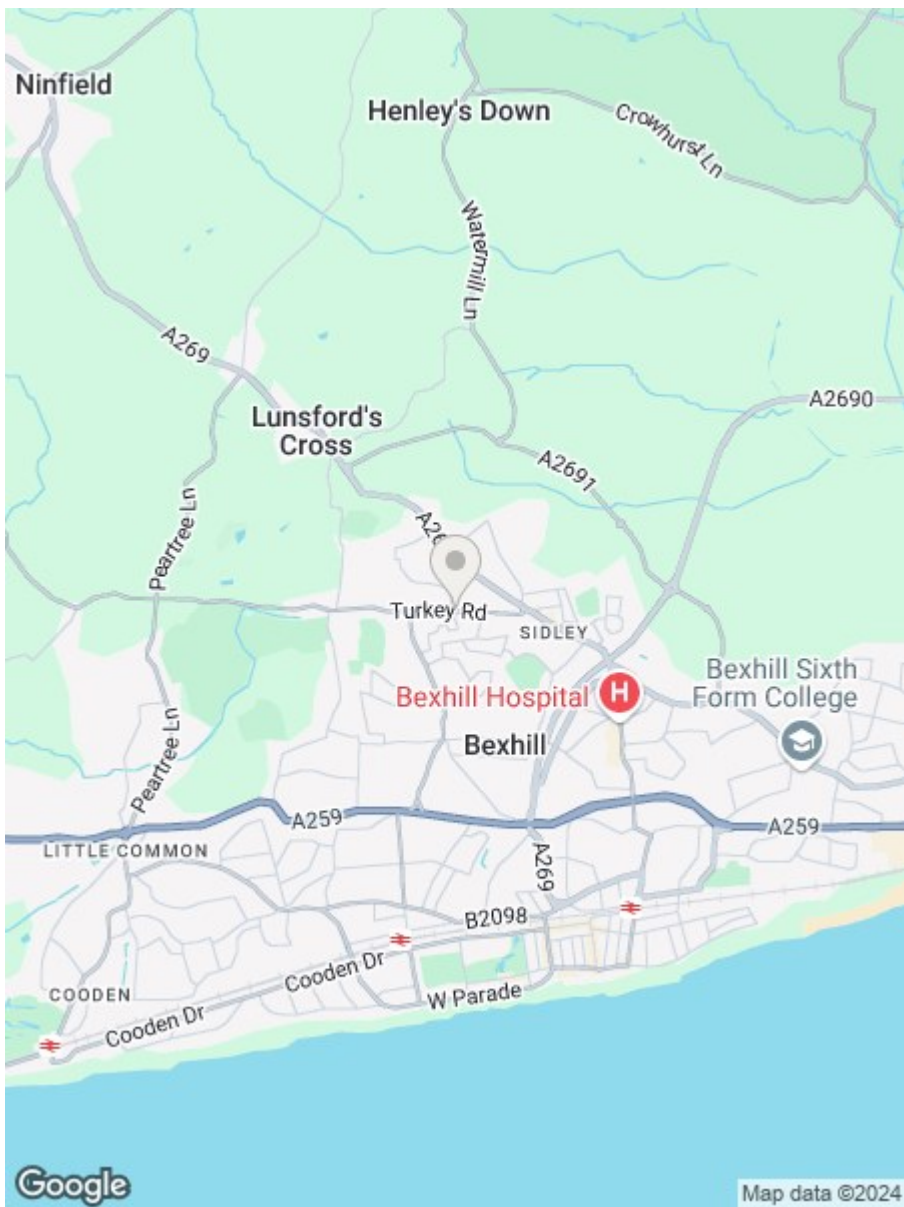 Ninfield
Henley's Down
Crowhurst Ln
Watermill Ln
A269
A2690
Lunsford's
Cross
A2691
Peartree Ln
Turkey Rd
SIDLEY
Bexhill Sixth
Form College
Bexhill Hospital
H
Bexhill
Peartree Ln
A259
A259
LITTLE COMMON
A269
B2098
Cooden Dr
COODEN
W Parade
Cooden Dr
Google
Map data ©2024